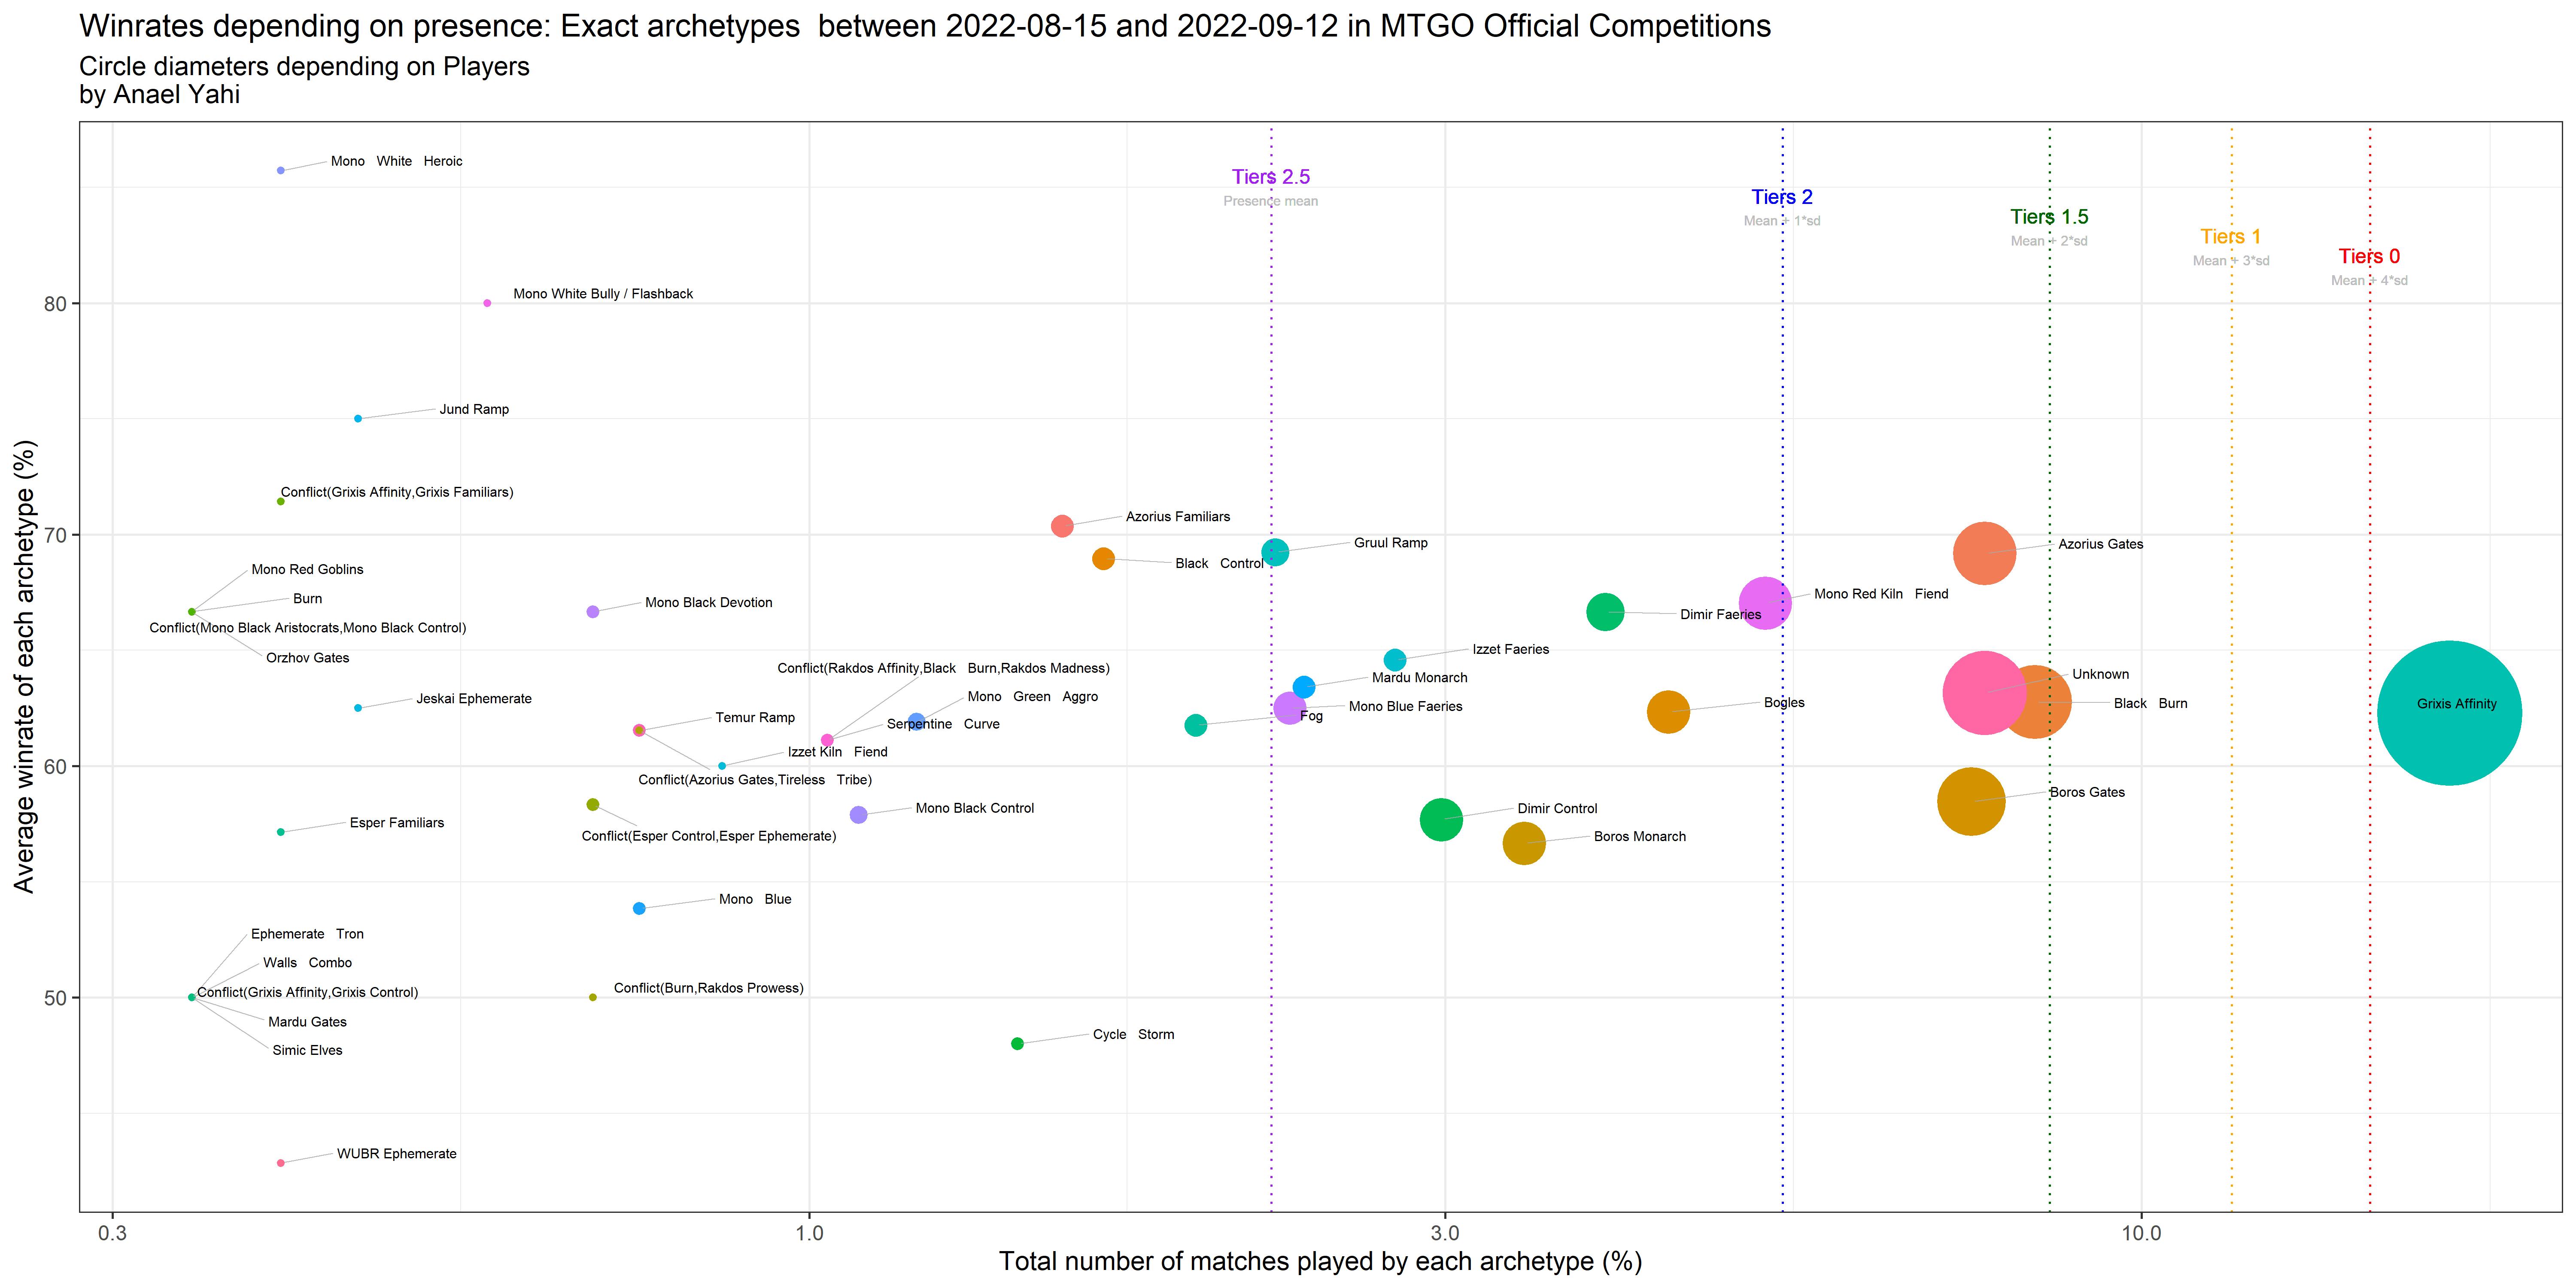 Winrates depending on presence: Exact archetypes  between 2022-08-15 and 2022-09-12 in MTGO Official Competitions
Circle diameters depending on Players
by Anael Yahi
Average winrate of each archetype (%)
80
70
60
50
Mono   White   Heroic
Tiers 2.5
Presence mean
Tiers 2
Mean + 1*sd
Tiers 1.5
Mean + 2*sd
Tiers 1
Mean + 3*sd
Tiers 0
Mean + 4*sd
Mono White Bully / Flashback
Jund Ramp
Conflict(Grixis Affinity,Grixis Familiars)
Azorius Familiars
Gruul Ramp
Azorius Gates
Black   Control
Mono Red Goblins
Burn
Mono Black Devotion
Mono Red Kiln   Fiend
Dimir Faeries
Conflict(Mono Black Aristocrats,Mono Black Control)
Orzhov Gates
Izzet Faeries
Conflict(Rakdos Affinity,Black   Burn,Rakdos Madness)
Mardu Monarch
Unknown
Jeskai Ephemerate
Mono   Green   Aggro
Mono Blue Faeries
Bogles
Black   Burn
Grixis Affinity
Temur Ramp
Serpentine   Curve
Fog
Izzet Kiln   Fiend
Conflict(Azorius Gates,Tireless   Tribe)
Boros Gates
Mono Black Control
Dimir Control
Esper Familiars
Conflict(Esper Control,Esper Ephemerate)
Boros Monarch
Mono   Blue
Ephemerate   Tron
Walls   Combo
Conflict(Grixis Affinity,Grixis Control)
Conflict(Burn,Rakdos Prowess)
Mardu Gates
Simic Elves
Cycle   Storm
WUBR Ephemerate
0.3
1.0
3.0
10.0
Total number of matches played by each archetype (%)